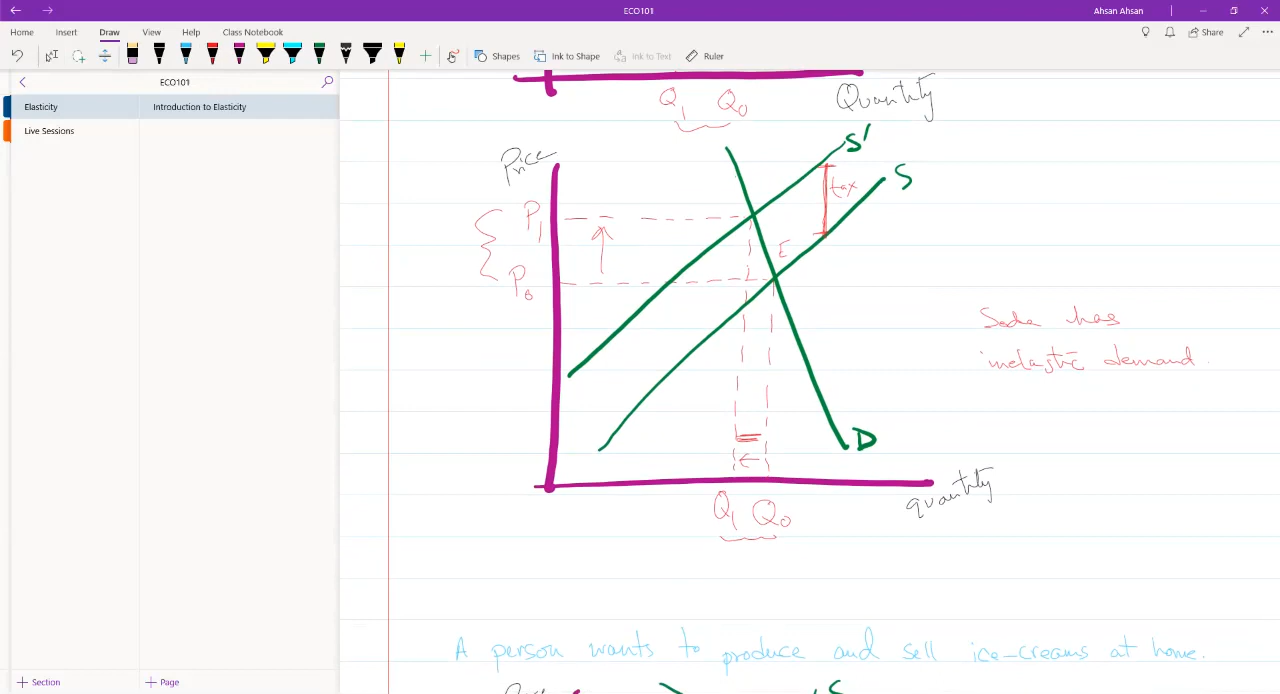 ECO101
Ahsan Ahsan
Home Insert Draw View Help Class Notebook
Share
Shapes Ink to Shape Ink to Text Ruler
ECO101
Elasticity
Introduction to Elasticity
Live Sessions
Section
Page
Q1 Q0 Quantity
Price
S'
S
tax
P1
E
P0
Soda has
inelastic demand.
D
quantity
Q1 Q0
A person wants to produce and sell ice-creams at home.
Price
S